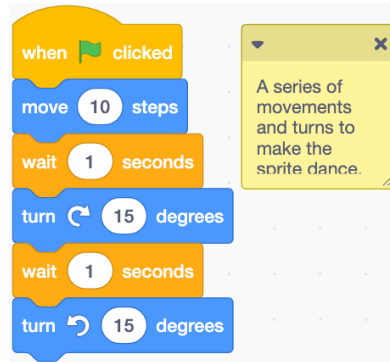 when clicked
move 10 steps
wait 1 seconds
turn 15 degrees
wait 1 seconds
turn 15 degrees
A series of
movements
and turns to
make the
sprite dance.